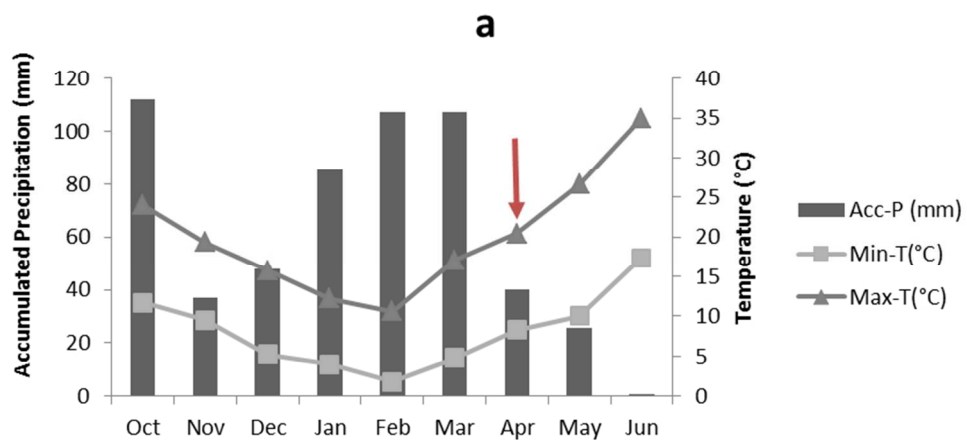 a
Accumulated Precipitation (mm)
120
100
80
60
40
20
0
Oct Nov Dec Jan Feb Mar Apr May Jun
40
35
30
25
20
15
10
5
0
Temperature (°C)
Acc-P (mm)
Min-T(°C)
Max-T(°C)